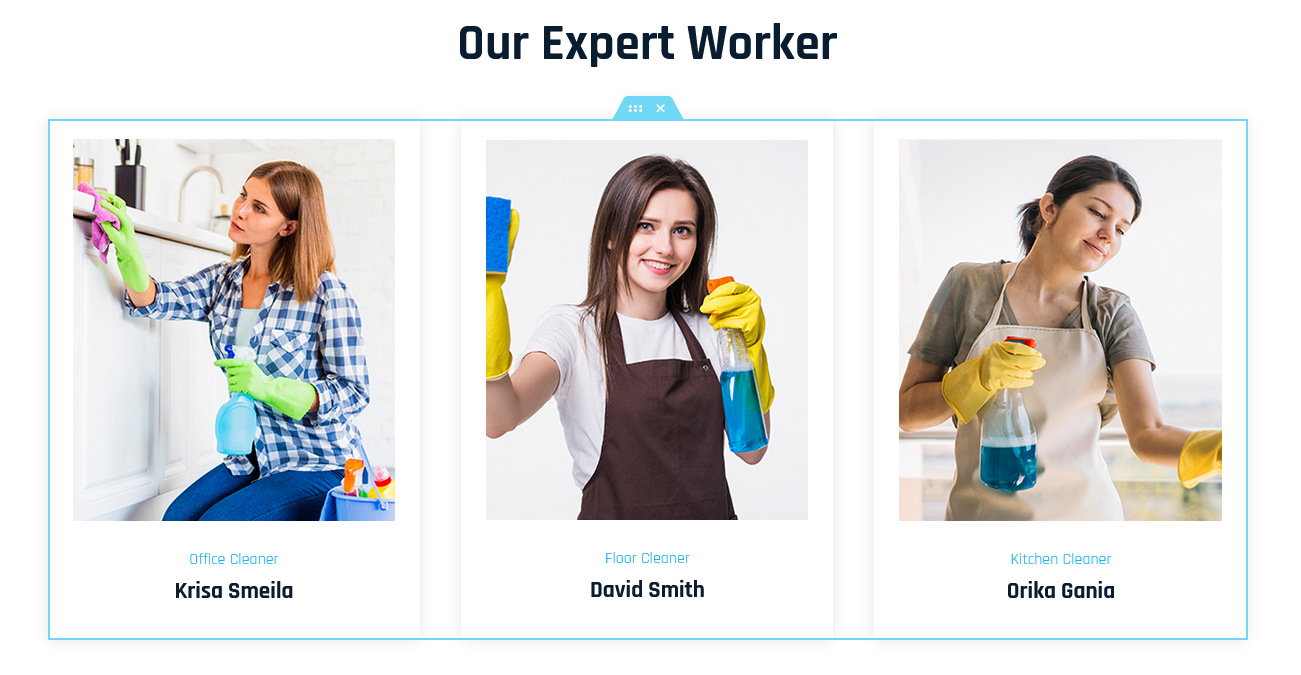 Our Expert Worker
Office Cleaner
Krisa Smeila
Floor Cleaner
David Smith
Kitchen Cleaner
Orika Gania